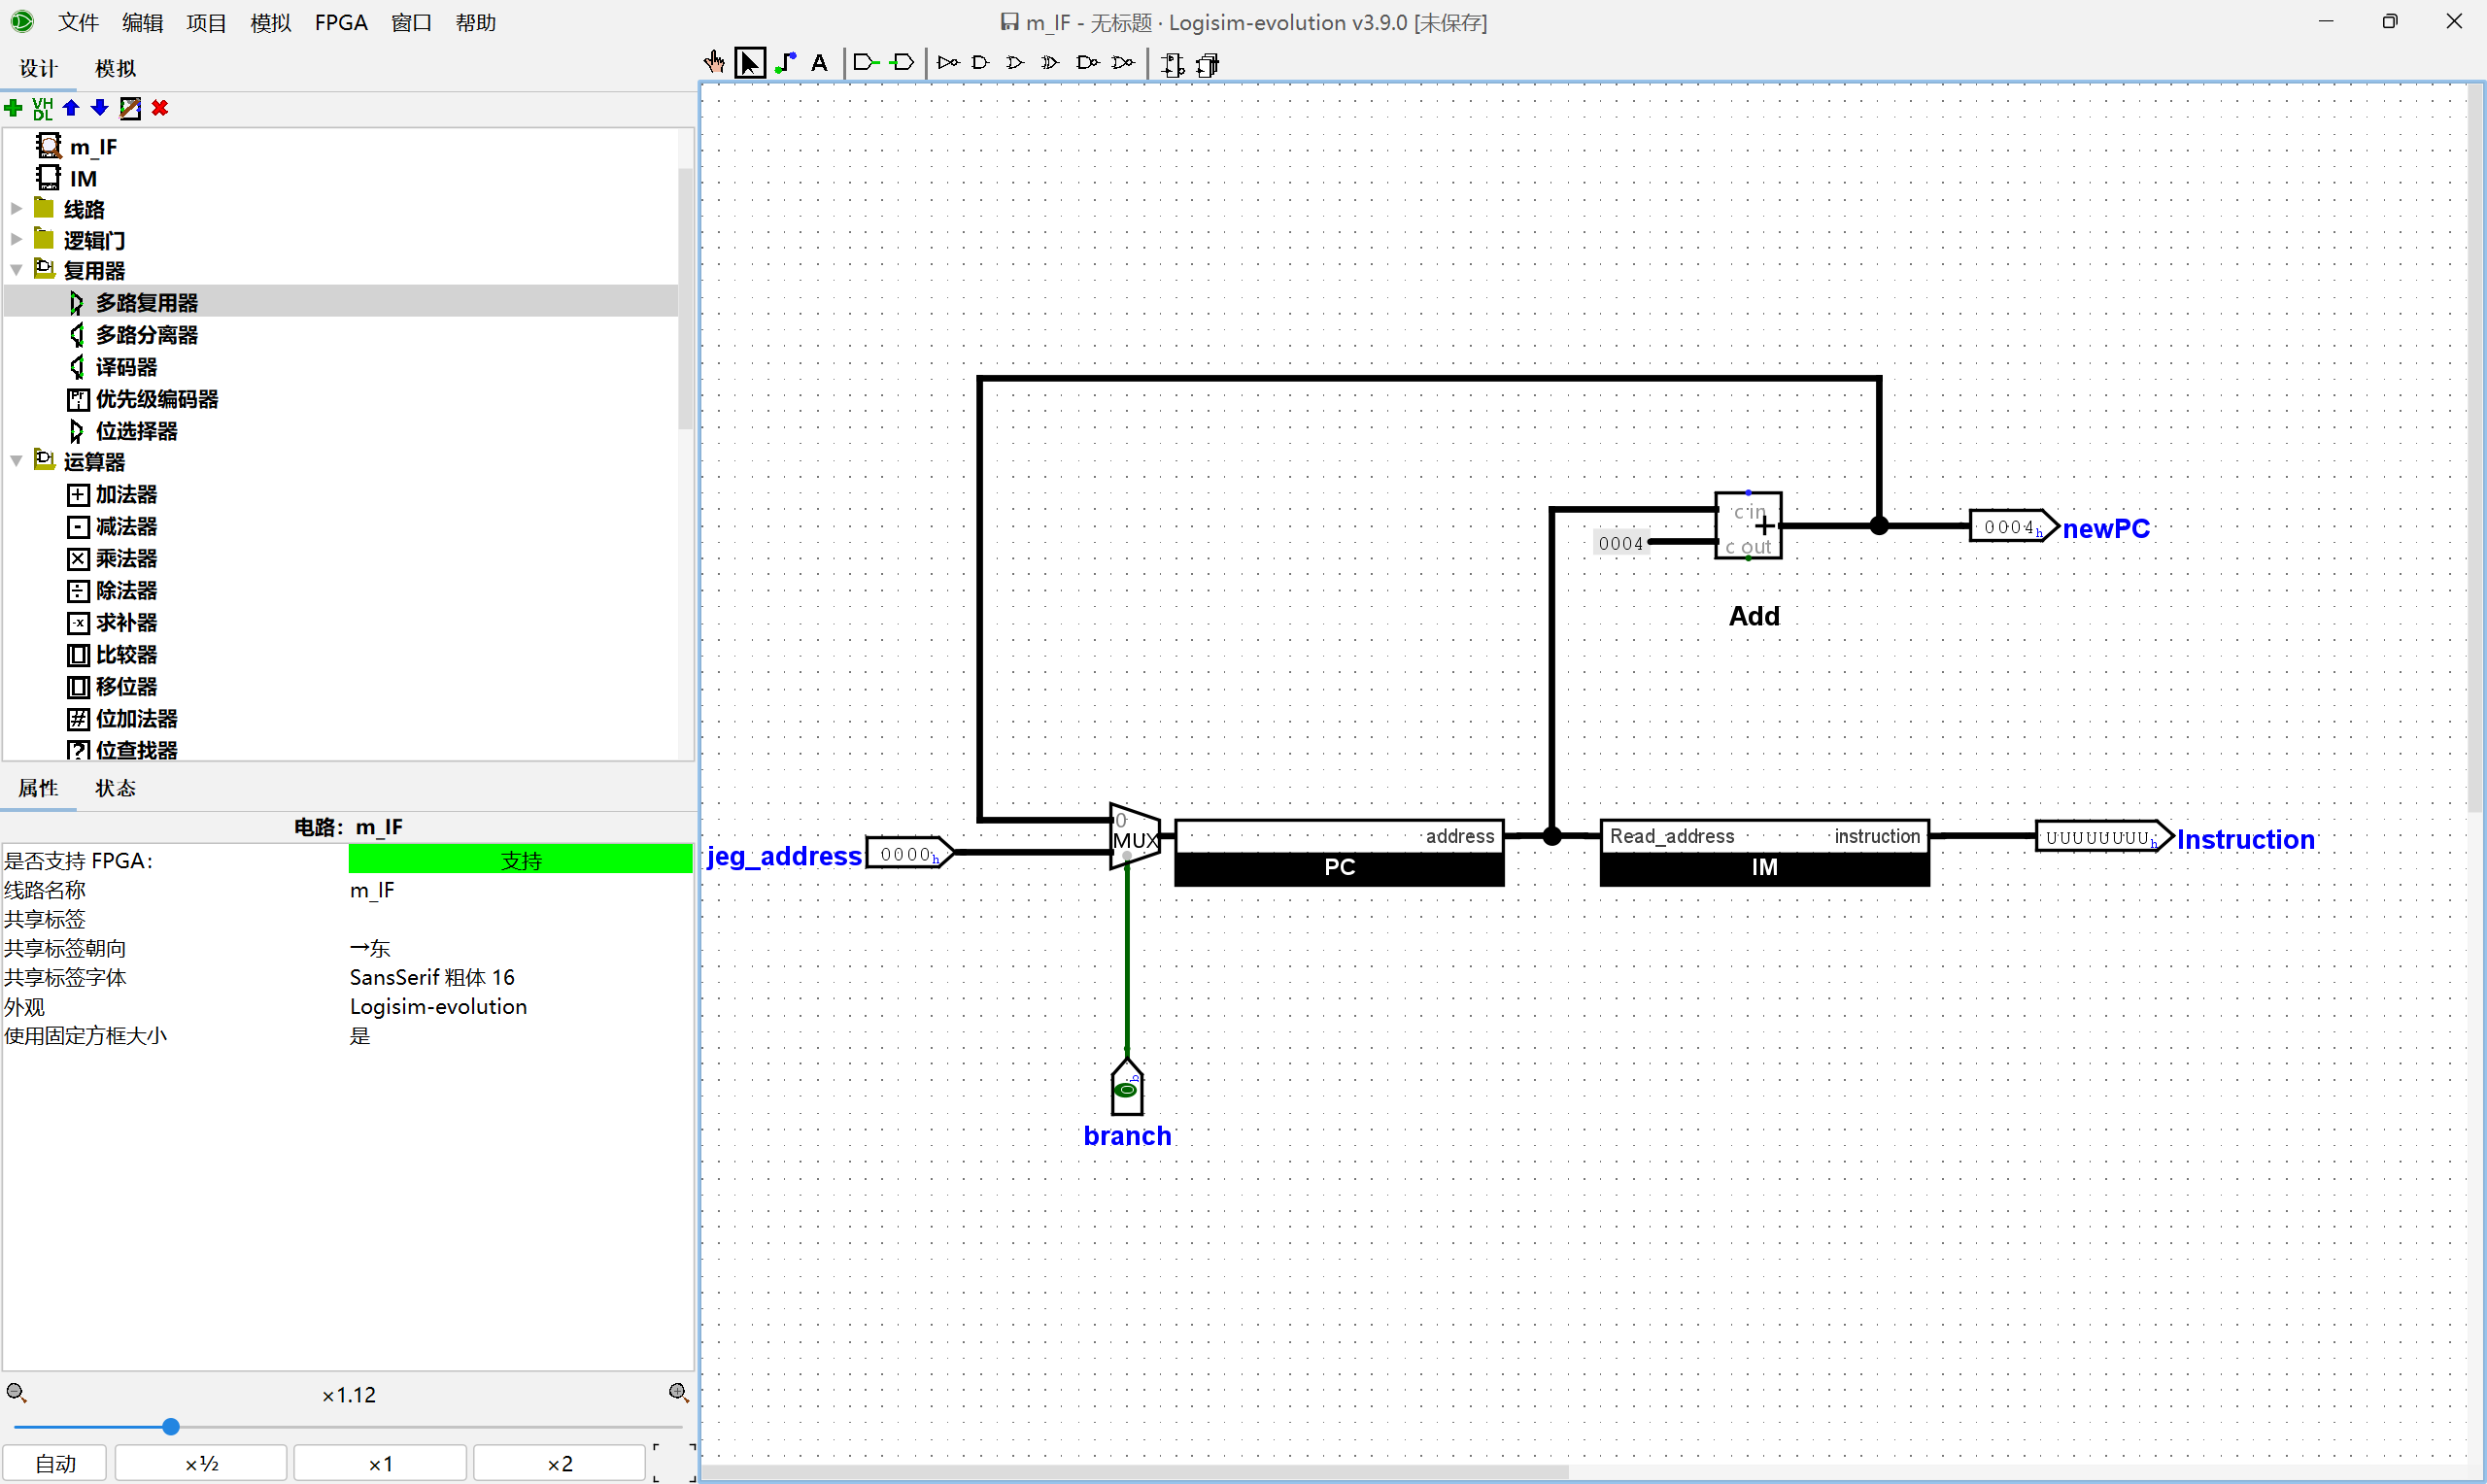 文件 编辑 项目 模拟 FPGA 窗口 帮助
m_IF - 无标题 · Logisim-evolution v3.9.0 [未保存]
设计 模拟
A
VHDL
m_IF
IM
线路
逻辑门
复用器
多路复用器
多路分离器
译码器
Pri
优先级编码器
位选择器
运算器
加法器
减法器
乘法器
除法器
-x 求补器
比较器
移位器
# 位加法器
? 位查找器
属性 状态
电路：m_IF
是否支持 FPGA： 支持
线路名称 m_IF
共享标签
共享标签朝向 →东
共享标签字体 SansSerif 粗体 16
外观 Logisim-evolution
使用固定方框大小 是
×1.12
自动 ×½ ×1 ×2
c in
+
c out
0004
0004h newPC
Add
jeg_address 0000h
0
MUX
address
PC
Read_address instruction
IM
UUUUUUUUh Instruction
0b
branch